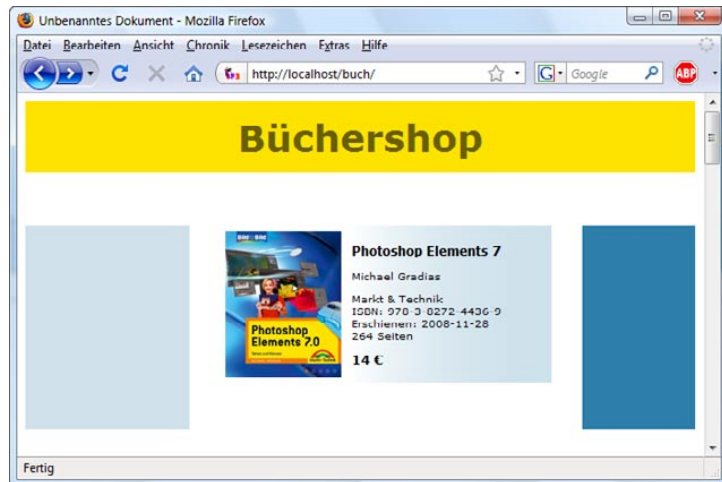 Unbenanntes Dokument - Mozilla Firefox
Datei Bearbeiten Ansicht Chronik Lesezeichen Extras Hilfe
http://localhost/buch/
G Google
ABP
Büchershop
Photoshop Elements 7
Michael Gradias
Markt & Technik
ISBN: 978-3-8272-4436-9
Erschienen: 2008-11-28
264 Seiten
14 €
Photoshop
Elements 7.0
Fertig